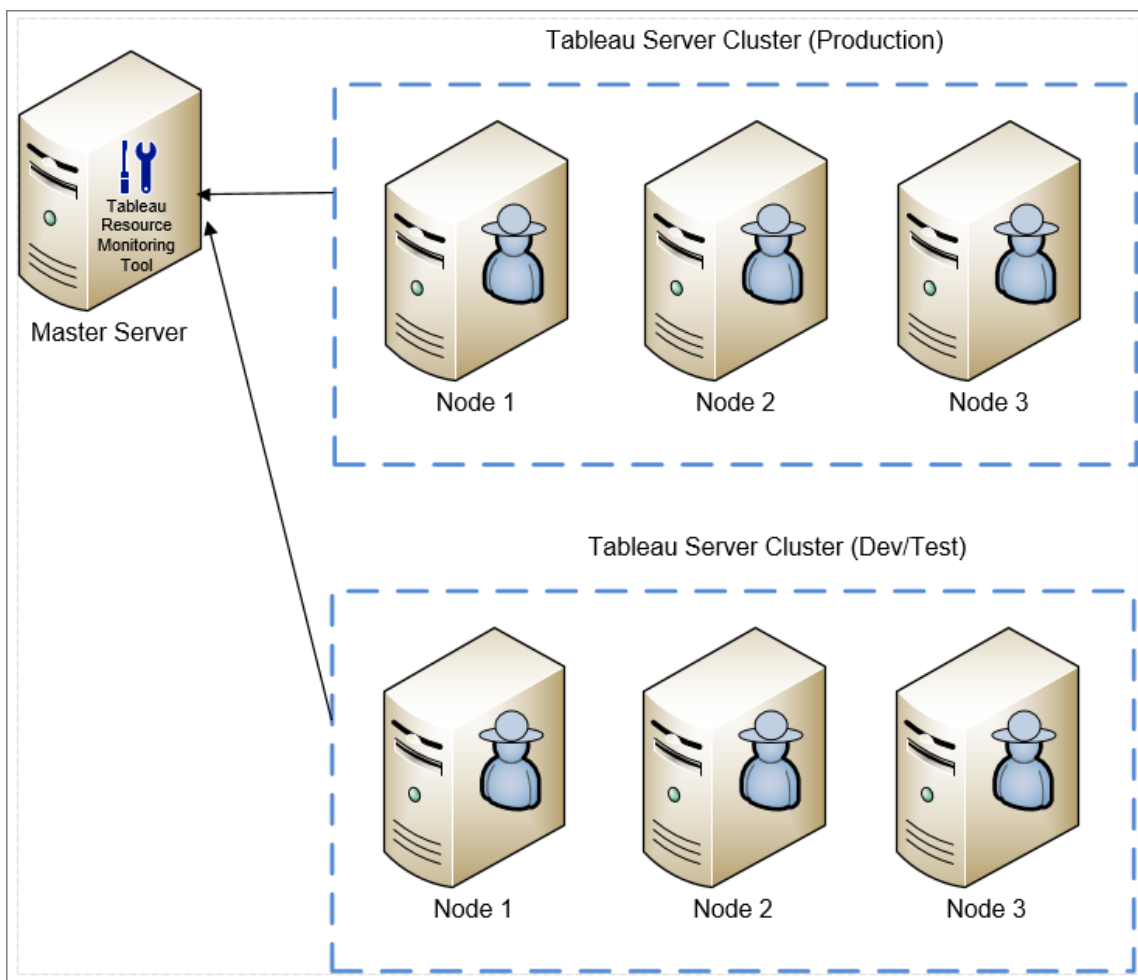 Tableau Server Cluster (Production)
Tableau
Resource
Monitoring
Tool
Master Server
Node 1
Node 2
Node 3
Tableau Server Cluster (Dev/Test)
Node 1
Node 2
Node 3